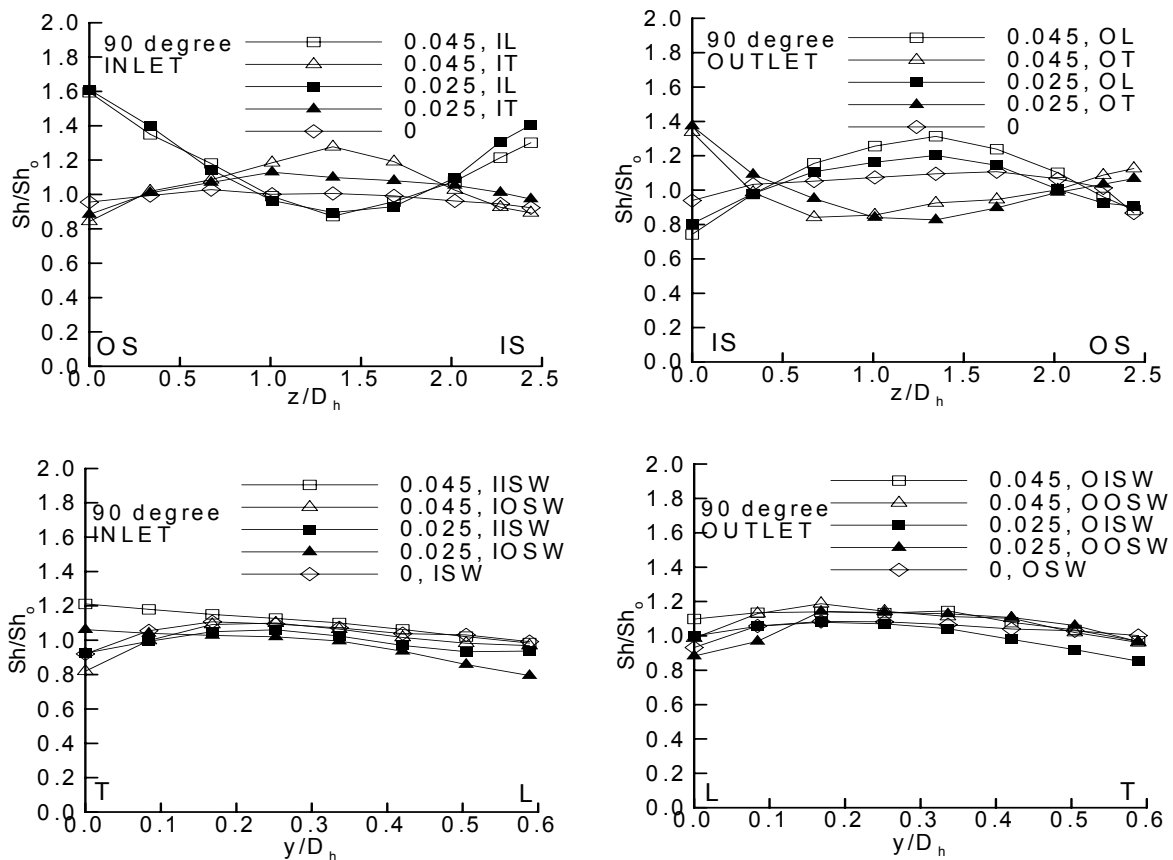 2.0
1.8
1.6
1.4
1.2
1.0
0.8
0.6
0.4
0.2
0.0
Sh/Sho
90 degree
INLET
0.045, IL
0.045, IT
0.025, IL
0.025, IT
0
OS
IS
0.0 0.5 1.0 1.5 2.0 2.5
z/Dh
2.0
1.8
1.6
1.4
1.2
1.0
0.8
0.6
0.4
0.2
0.0
Sh/Sho
90 degree
OUTLET
0.045, OL
0.045, OT
0.025, OL
0.025, OT
0
IS
OS
0.0 0.5 1.0 1.5 2.0 2.5
z/Dh
2.0
1.8
1.6
1.4
1.2
1.0
0.8
0.6
0.4
0.2
0.0
Sh/Sho
90 degree
INLET
0.045, IISW
0.045, IOSW
0.025, IISW
0.025, IOSW
0, ISW
T
L
0.0 0.1 0.2 0.3 0.4 0.5 0.6
y/Dh
2.0
1.8
1.6
1.4
1.2
1.0
0.8
0.6
0.4
0.2
0.0
Sh/Sho
90 degree
OUTLET
0.045, OISW
0.045, OOSW
0.025, OISW
0.025, OOSW
0, OSW
L
T
0.0 0.1 0.2 0.3 0.4 0.5 0.6
y/Dh